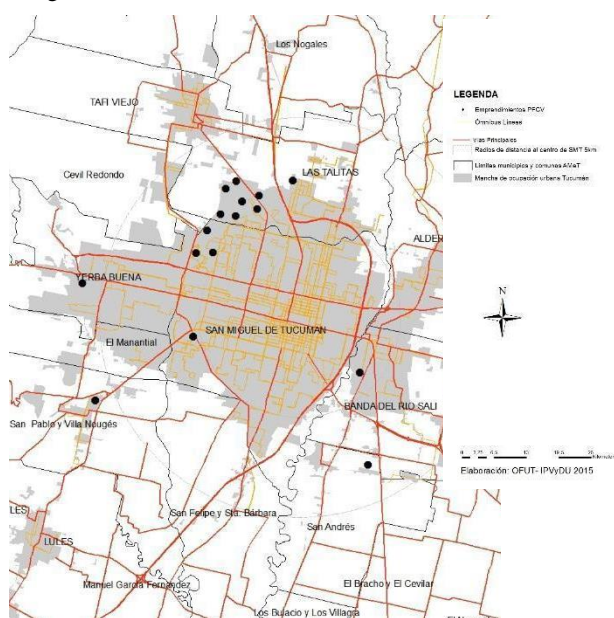 Los Nogales
TAFI VIEJO
LAS TALITAS
Cevil Redondo
ALDER
YERBA BUENA
SAN MIGUEL DE TUCUMAN
El Manantial
BANDA DEL RIO SALI
San Pablo y Villa Nougés
San Felipe y Sta. Bárbara
San Andrés
LES
LULES
El Bracho y El Cevilar
Manuel García Fernández
Los Bulacio y Los Villagra
LEGENDA
Emprendimientos PFCV
Ómnibus Líneas
Vías Principales
Radios de distancia al centro de SMT 5km
Límites municipios y comunes AMeT
Mancha de ocupación urbana Tucumán
N
Elaboración: OFUT- IPVyDU 2015